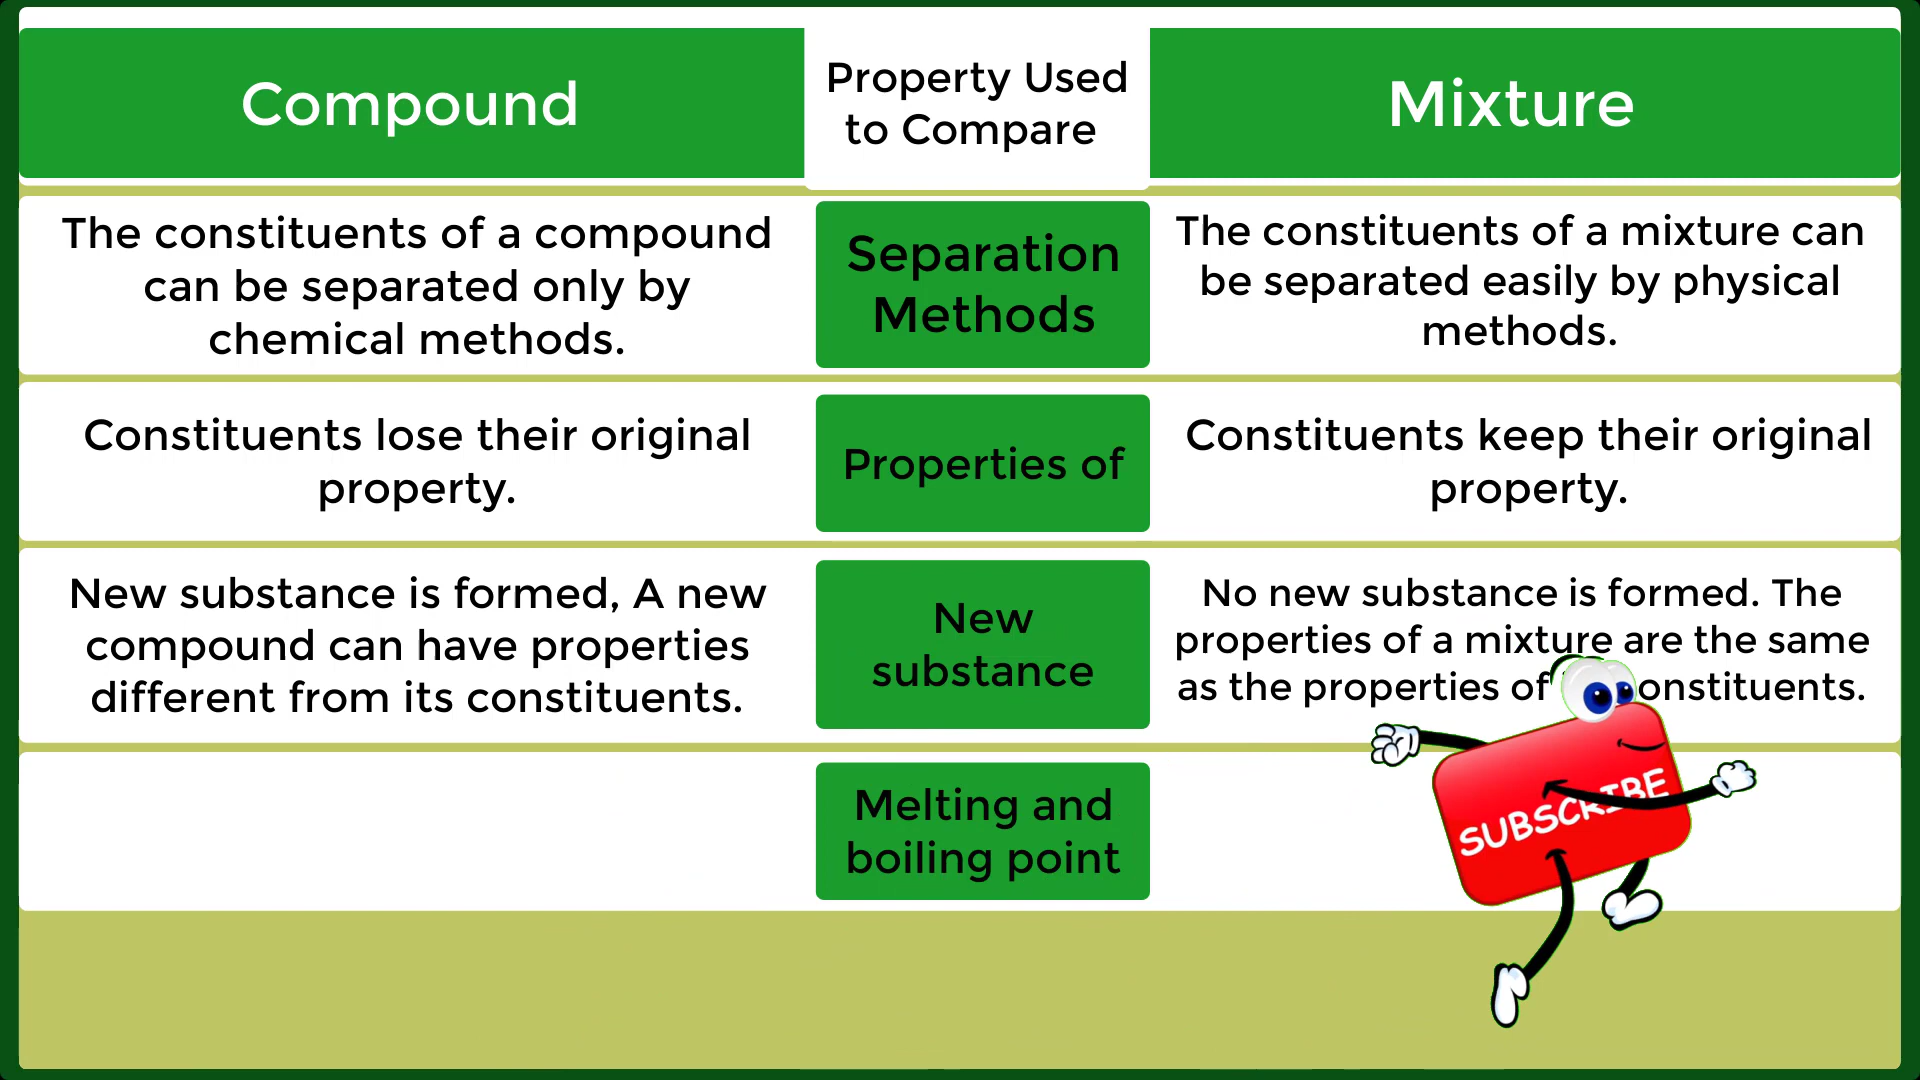 Compound
Property Used
to Compare
Mixture
The constituents of a compound
can be separated only by
chemical methods.
Separation
Methods
The constituents of a mixture can
be separated easily by physical
methods.
Constituents lose their original
property.
Properties of
Constituents keep their original
property.
New substance is formed, A new
compound can have properties
different from its constituents.
New
substance
No new substance is formed. The
properties of a mixture are the same
as the properties of onstituents.
Melting and
boiling point
SUBSCRIBE